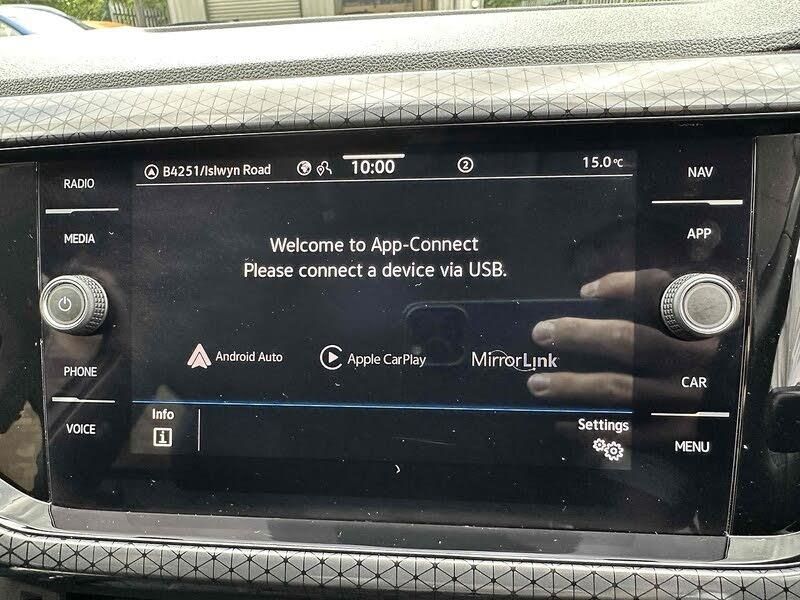 B4251/Islwyn Road
10:00
2
15.0°C
RADIO
MEDIA
PHONE
VOICE
NAV
APP
CAR
MENU
Welcome to App-Connect
Please connect a device via USB.
Android Auto
Apple CarPlay
MirrorLink
Info
i
Settings